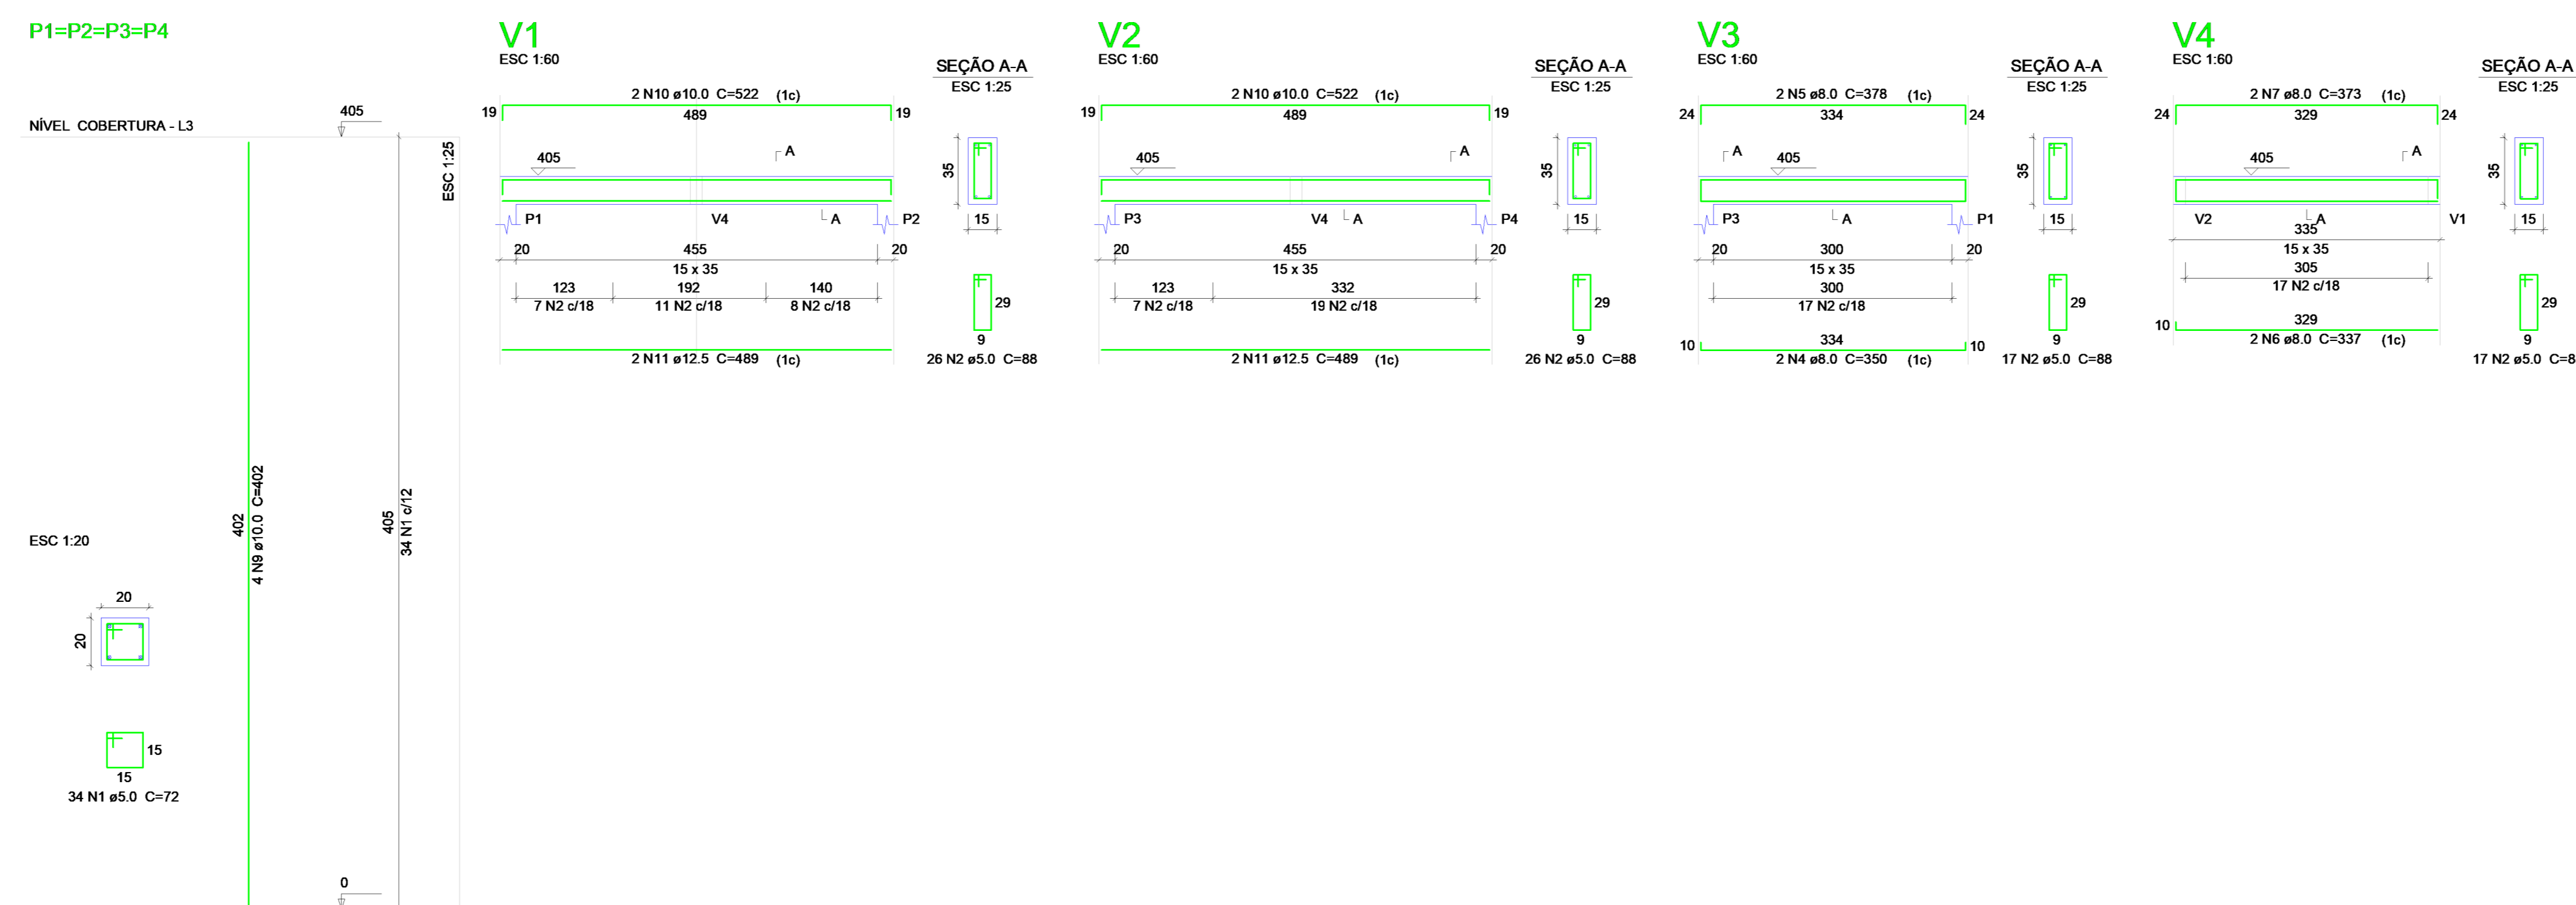 P1=P2=P3=P4
NÍVEL COBERTURA - L3
405
ESC 1:25
402
4 N9 ø10.0 C=402
405
34 N1 c/12
ESC 1:20
20
20
15
15
34 N1 ø5.0 C=72
0
V1
ESC 1:60
2 N10 ø10.0 C=522 (1c)
19
489
19
405
A
P1
V4
A
P2
20
455
20
15 x 35
123
192
140
7 N2 c/18
11 N2 c/18
8 N2 c/18
2 N11 ø12.5 C=489 (1c)
SEÇÃO A-A
ESC 1:25
35
15
29
9
26 N2 ø5.0 C=88
V2
ESC 1:60
2 N10 ø10.0 C=522 (1c)
19
489
19
405
A
P3
V4
A
P4
20
455
20
15 x 35
123
332
7 N2 c/18
19 N2 c/18
2 N11 ø12.5 C=489 (1c)
SEÇÃO A-A
ESC 1:25
35
15
29
9
26 N2 ø5.0 C=88
V3
ESC 1:60
2 N5 ø8.0 C=378 (1c)
24
334
24
A
405
P3
A
P1
20
300
20
15 x 35
300
17 N2 c/18
334
10
10
2 N4 ø8.0 C=350 (1c)
SEÇÃO A-A
ESC 1:25
35
15
29
9
17 N2 ø5.0 C=88
V4
ESC 1:60
2 N7 ø8.0 C=373 (1c)
24
329
24
405
A
V2
A
V1
335
15 x 35
305
17 N2 c/18
329
10
2 N6 ø8.0 C=337 (1c)
SEÇÃO A-A
ESC 1:25
35
15
29
9
17 N2 ø5.0 C=8